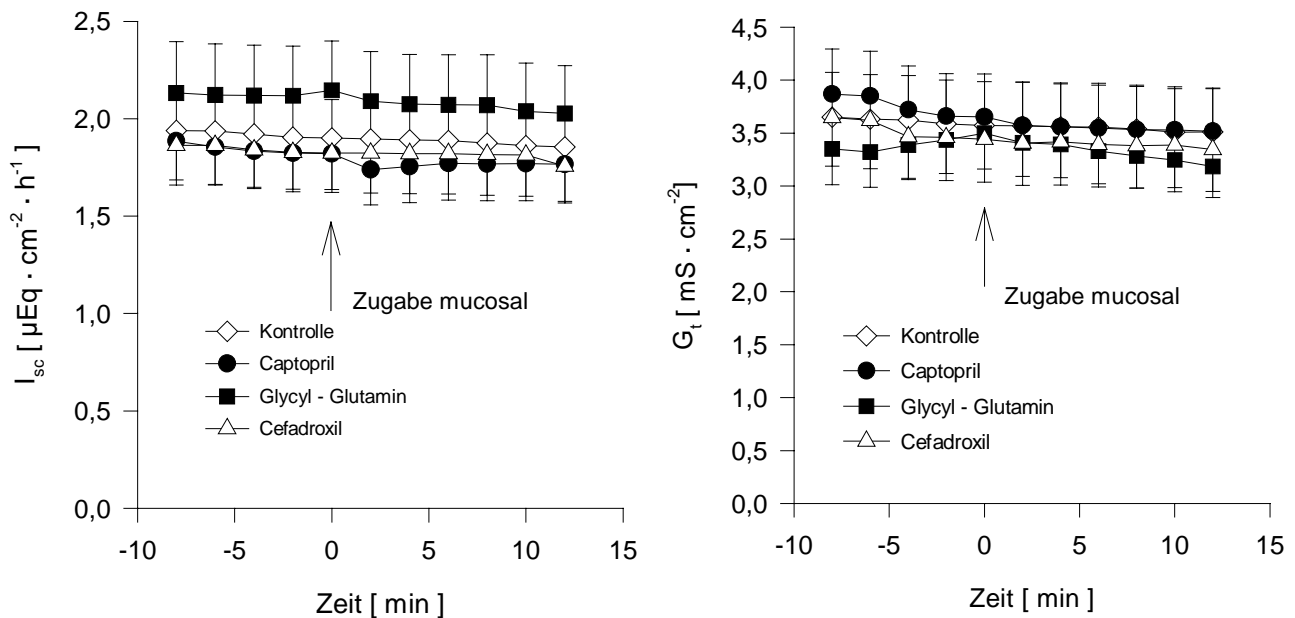 2,5
2,0
1,5
1,0
0,5
0,0
I_sc [ µEq · cm⁻² · h⁻¹ ]
Zugabe mucosal
Kontrolle
Captopril
Glycyl - Glutamin
Cefadroxil
-10 -5 0 5 10 15
Zeit [ min ]
4,5
4,0
3,5
3,0
2,5
2,0
1,5
1,0
0,5
0,0
G_t [ mS · cm⁻² ]
Zugabe mucosal
Kontrolle
Captopril
Glycyl - Glutamin
Cefadroxil
-10 -5 0 5 10 15
Zeit [ min ]